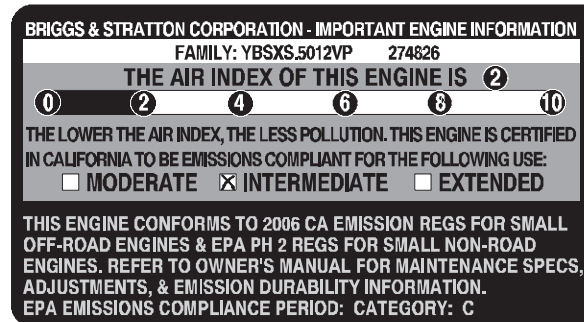 BRIGGS & STRATTON CORPORATION - IMPORTANT ENGINE INFORMATION
FAMILY: YBSXS.5012VP 274826
THE AIR INDEX OF THIS ENGINE IS 2
0 2 4 6 8 10
THE LOWER THE AIR INDEX, THE LESS POLLUTION. THIS ENGINE IS CERTIFIED
IN CALIFORNIA TO BE EMISSIONS COMPLIANT FOR THE FOLLOWING USE:
☐ MODERATE ☒ INTERMEDIATE ☐ EXTENDED
THIS ENGINE CONFORMS TO 2006 CA EMISSION REGS FOR SMALL
OFF-ROAD ENGINES & EPA PH 2 REGS FOR SMALL NON-ROAD
ENGINES. REFER TO OWNER'S MANUAL FOR MAINTENANCE SPECS,
ADJUSTMENTS, & EMISSION DURABILITY INFORMATION.
EPA EMISSIONS COMPLIANCE PERIOD: CATEGORY: C